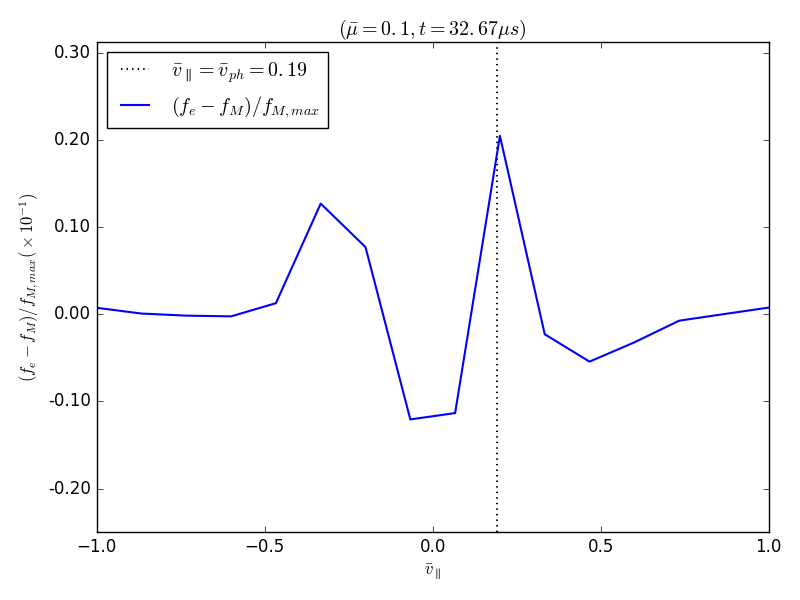 (μ̄ = 0.1, t = 32.67μs)
v̄∥ = v̄ph = 0.19
(fe − fM)/fM,max
0.30
0.20
0.10
0.00
-0.10
-0.20
(fe − fM)/fM,max(×10⁻¹)
−1.0 −0.5 0.0 0.5 1.0
v̄∥